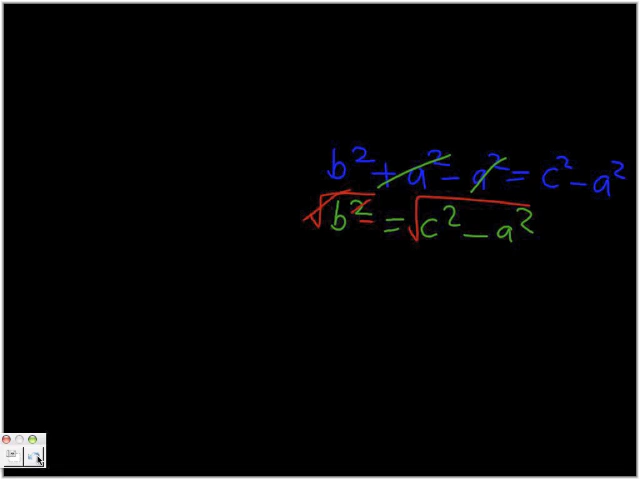 b² + a² - a² = c² - a²
√b² = √c² - a²